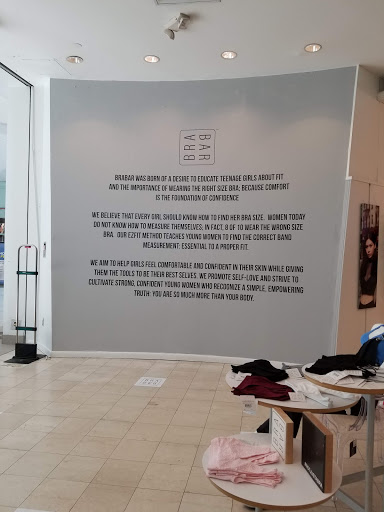 BRA
BAR
BRABAR WAS BORN OF A DESIRE TO EDUCATE TEENAGE GIRLS ABOUT FIT
AND THE IMPORTANCE OF WEARING THE RIGHT SIZE BRA; BECAUSE COMFORT
IS THE FOUNDATION OF CONFIDENCE
WE BELIEVE THAT EVERY GIRL SHOULD KNOW HOW TO FIND HER BRA SIZE. WOMEN TODAY
DO NOT KNOW HOW TO MEASURE THEMSELVES; IN FACT, 8 OF 10 WEAR THE WRONG SIZE
BRA. OUR EZFIT METHOD TEACHES YOUNG WOMEN TO FIND THE CORRECT BAND
MEASUREMENT: ESSENTIAL TO A PROPER FIT.
WE AIM TO HELP GIRLS FEEL COMFORTABLE AND CONFIDENT IN THEIR SKIN WHILE GIVING
THEM THE TOOLS TO BE THEIR BEST SELVES. WE PROMOTE SELF-LOVE AND STRIVE TO
CULTIVATE STRONG, CONFIDENT YOUNG WOMEN WHO RECOGNIZE A SIMPLE, EMPOWERING
TRUTH: YOU ARE SO MUCH MORE THAN YOUR BODY.